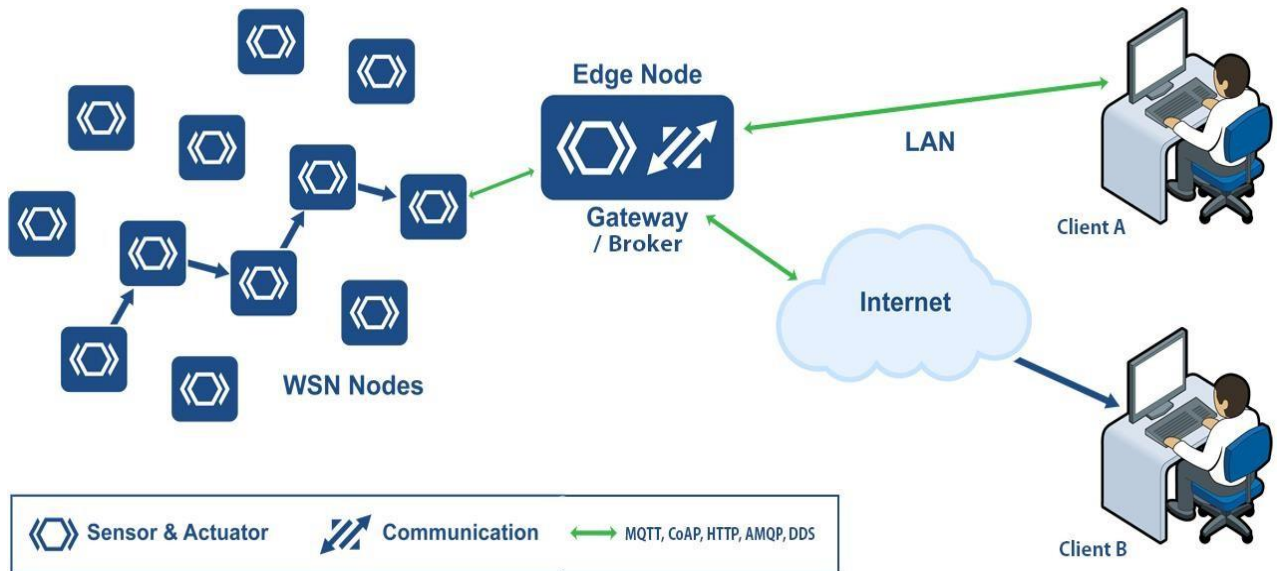 Edge Node
LAN
Gateway
/ Broker
Client A
Internet
WSN Nodes
Sensor & Actuator
Communication
MQTT, CoAP, HTTP, AMQP, DDS
Client B